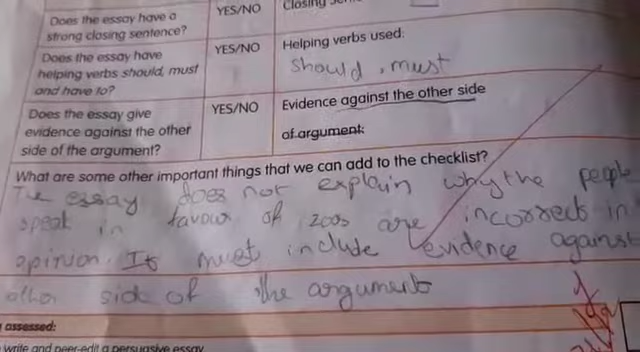 Does the essay have a
strong closing sentence?
YES/NO
Closing
Does the essay have
helping verbs should, must
and have to?
YES/NO
Helping verbs used:
should, must
Does the essay give
evidence against the other
side of the argument?
YES/NO
Evidence against the other side
of argument:
What are some other important things that we can add to the checklist?
The essay does not explain why the people
speak in favour of zoos are incorrect in
opinion. It must include evidence against
other side of the argument
assessed:
write and peer-edit a persuasive essay